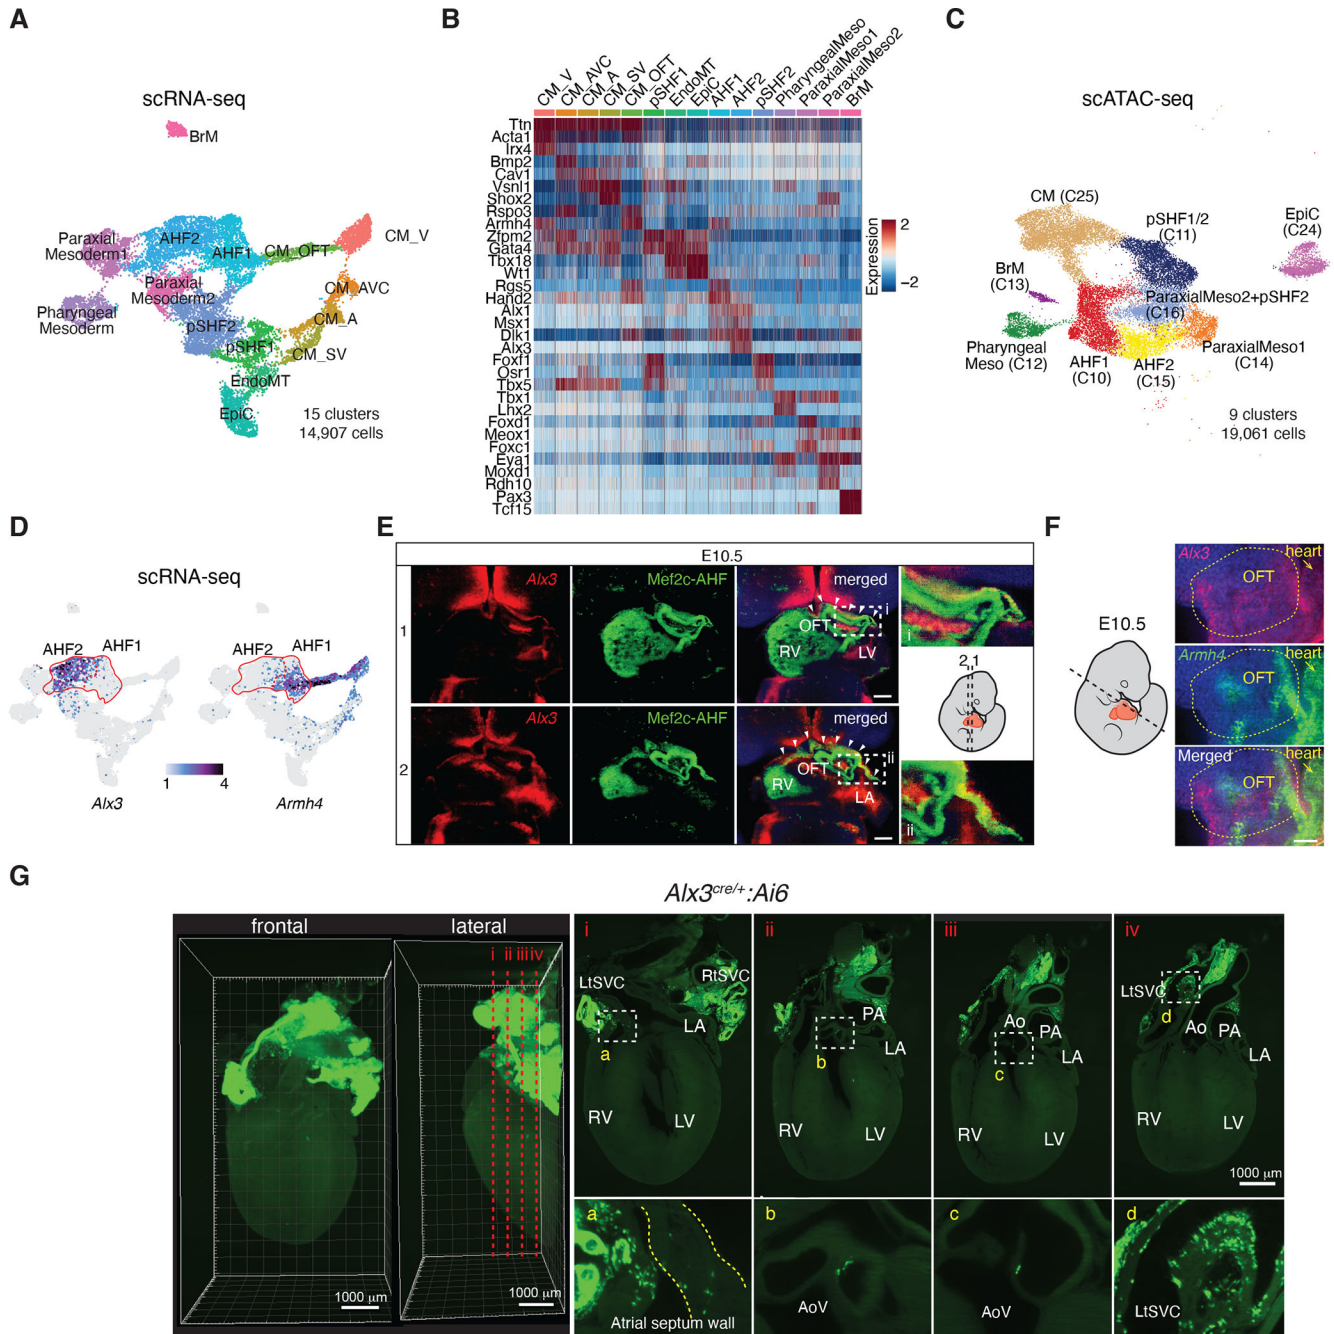 A
scRNA-seq
BrM
Paraxial
Mesoderm1
AHF2
AHF1
CM_OFT
CM_V
Paraxial
Mesoderm2
CM_AVC
Pharyngeal
Mesoderm
pSHF2
CM_A
pSHF1
CM_SV
EndoMT
EpiC
15 clusters
14,907 cells
B
CM_V
CM_AVC
CM_A
CM_SV
CM_OFT
pSHF1
EndoMT
EpiC
AHF1
AHF2
pSHF2
PharyngealMeso
ParaxialMeso1
ParaxialMeso2
BrM
Ttn
Acta1
Irx4
Bmp2
Cav1
Vsnl1
Shox2
Rspo3
Armh4
Zfpm2
Gata4
Tbx18
Wt1
Rgs5
Hand2
Alx1
Msx1
Dlk1
Alx3
Foxf1
Osr1
Tbx5
Tbx1
Lhx2
Foxd1
Meox1
Foxc1
Eya1
Moxd1
Rdh10
Pax3
Tcf15
Expression
2
−2
C
scATAC-seq
CM (C25)
pSHF1/2
(C11)
EpiC
(C24)
BrM
(C13)
ParaxialMeso2+pSHF2
(C16)
Pharyngeal
Meso (C12)
AHF1
(C10)
AHF2
(C15)
ParaxialMeso1
(C14)
9 clusters
19,061 cells
D
scRNA-seq
AHF2
AHF1
AHF2
AHF1
1
4
Alx3
Armh4
E
E10.5
1
Alx3
Mef2c-AHF
merged
i
OFT
RV
LV
i
2 1
2
Alx3
Mef2c-AHF
merged
ii
OFT
RV
LA
ii
F
E10.5
Alx3
heart
OFT
Armh4
heart
OFT
Merged
heart
OFT
G
Alx3cre/+:Ai6
frontal
1000 µm
lateral
i
ii
iii
iv
1000 µm
i
LtSVC
RtSVC
LA
a
RV
LV
ii
PA
LA
b
RV
LV
iii
Ao
PA
LA
c
RV
LV
iv
LtSVC
d
Ao
PA
LA
RV
LV
1000 µm
a
Atrial septum wall
b
AoV
c
AoV
d
LtSVC